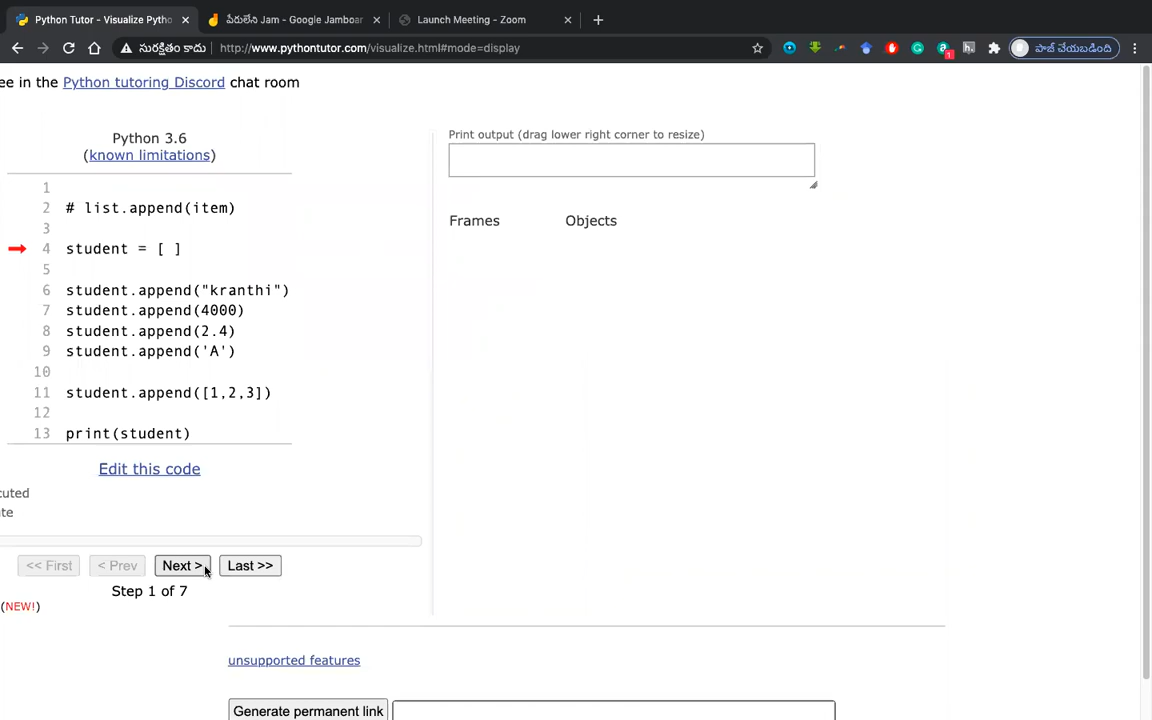 Python Tutor - Visualize Pytho
పేరులేని Jam - Google Jamboar
Launch Meeting - Zoom
సురక్షితం కాదు
http://www.pythontutor.com/visualize.html#mode=display
1
పాజ్ చేయబడింది
ee in the Python tutoring Discord chat room
Python 3.6
(known limitations)
1
2 # list.append(item)
3
4 student = [ ]
5
6 student.append("kranthi")
7 student.append(4000)
8 student.append(2.4)
9 student.append('A')
10
11 student.append([1,2,3])
12
13 print(student)
Edit this code
cuted
te
<< First
< Prev
Next >
Last >>
Step 1 of 7
(NEW!)
Print output (drag lower right corner to resize)
Frames
Objects
unsupported features
Generate permanent link